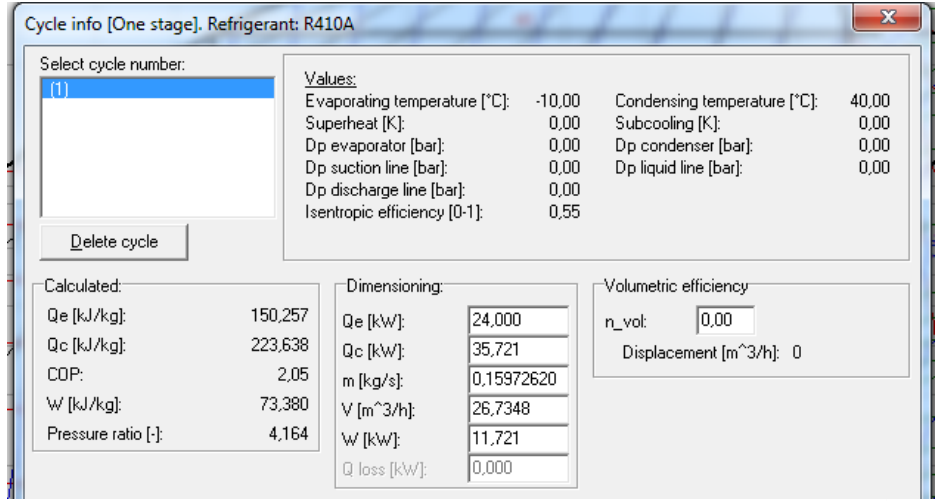 Cycle info [One stage]. Refrigerant: R410A
Select cycle number:
(1)
Delete cycle
Values:
Evaporating temperature [°C]: -10,00 Condensing temperature [°C]: 40,00
Superheat [K]: 0,00 Subcooling [K]: 0,00
Dp evaporator [bar]: 0,00 Dp condenser [bar]: 0,00
Dp suction line [bar]: 0,00 Dp liquid line [bar]: 0,00
Dp discharge line [bar]: 0,00
Isentropic efficiency [0-1]: 0,55
Calculated:
Qe [kJ/kg]: 150,257
Qc [kJ/kg]: 223,638
COP: 2,05
W [kJ/kg]: 73,380
Pressure ratio [-]: 4,164
Dimensioning:
Qe [kW]: 24,000
Qc [kW]: 35,721
m [kg/s]: 0,15972620
V [m^3/h]: 26,7348
W [kW]: 11,721
Q loss [kW]: 0,000
Volumetric efficiency
n_vol: 0,00
Displacement [m^3/h]: 0